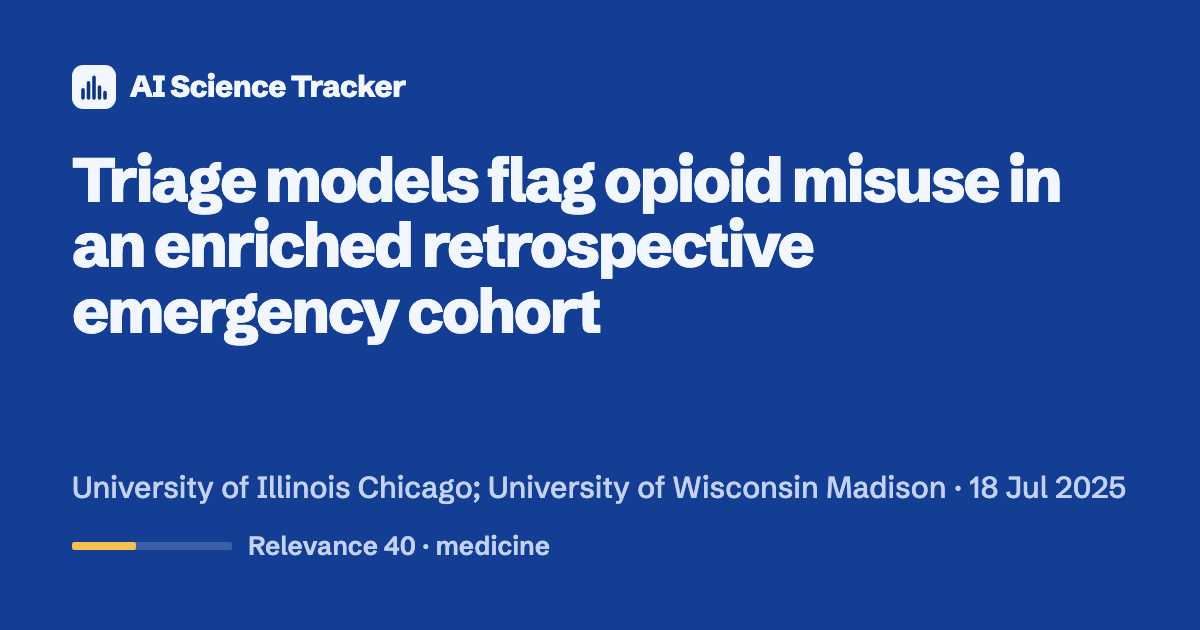 AI Science Tracker
Triage models flag opioid misuse in
an enriched retrospective
emergency cohort
University of Illinois Chicago; University of Wisconsin Madison · 18 Jul 2025
Relevance 40 · medicine